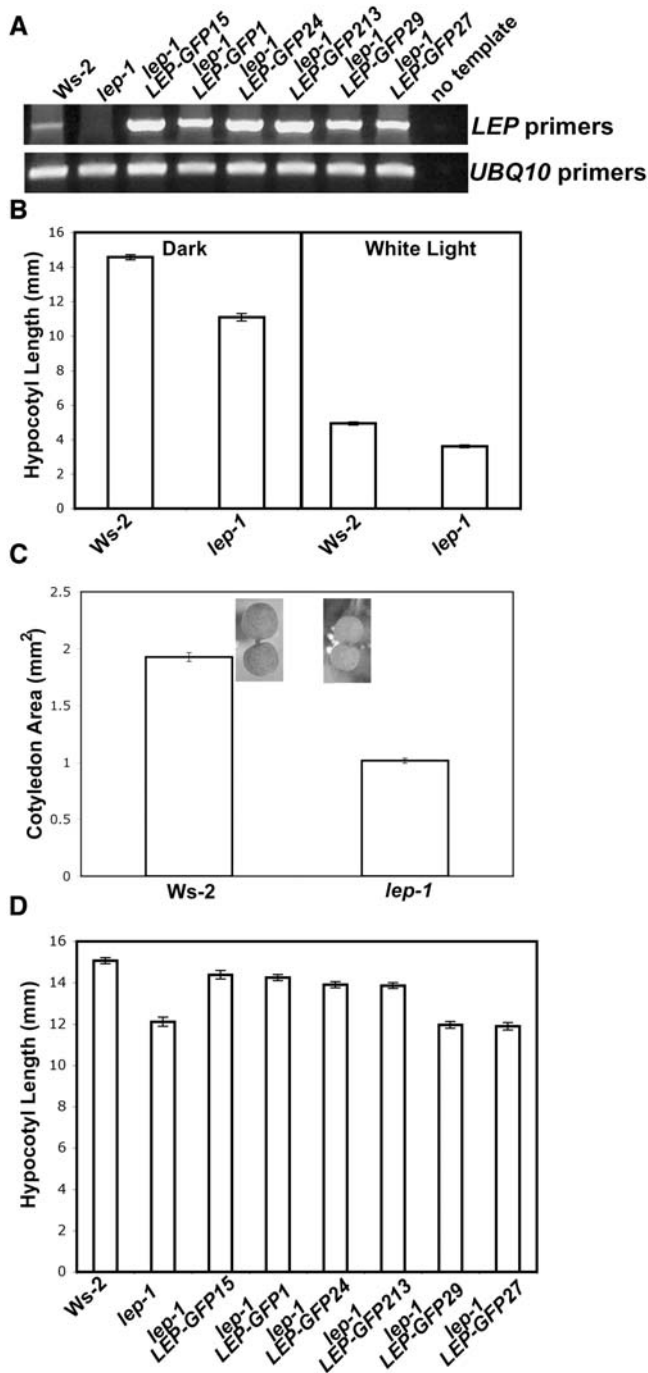 A
Ws-2
lep-1
lep-1
LEP-GFP15
lep-1
LEP-GFP1
lep-1
LEP-GFP24
lep-1
LEP-GFP213
lep-1
LEP-GFP29
lep-1
LEP-GFP27
no template
LEP primers
UBQ10 primers
B
Hypocotyl Length (mm)
16
14
12
10
8
6
4
2
0
Dark
White Light
Ws-2
lep-1
Ws-2
lep-1
C
Cotyledon Area (mm²)
2.5
2
1.5
1
0.5
0
Ws-2
lep-1
D
Hypocotyl Length (mm)
16
14
12
10
8
6
4
2
0
Ws-2
lep-1
lep-1
LEP-GFP15
lep-1
LEP-GFP1
lep-1
LEP-GFP24
lep-1
LEP-GFP213
lep-1
LEP-GFP29
lep-1
LEP-GFP27